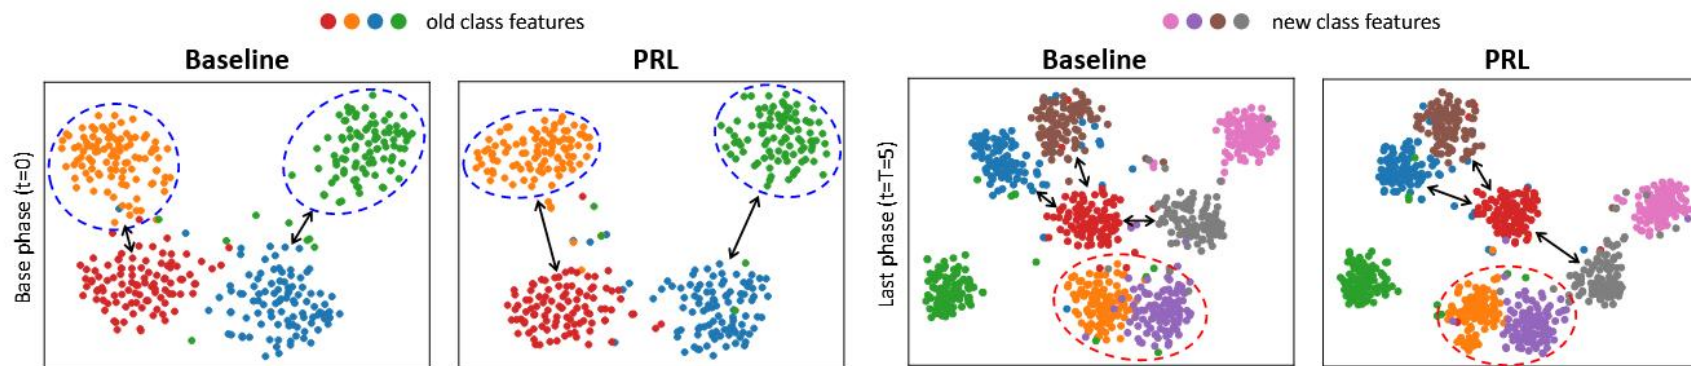 old class features
new class features
Baseline
PRL
Baseline
PRL
Base phase (t=0)
Last phase (t=T=5)